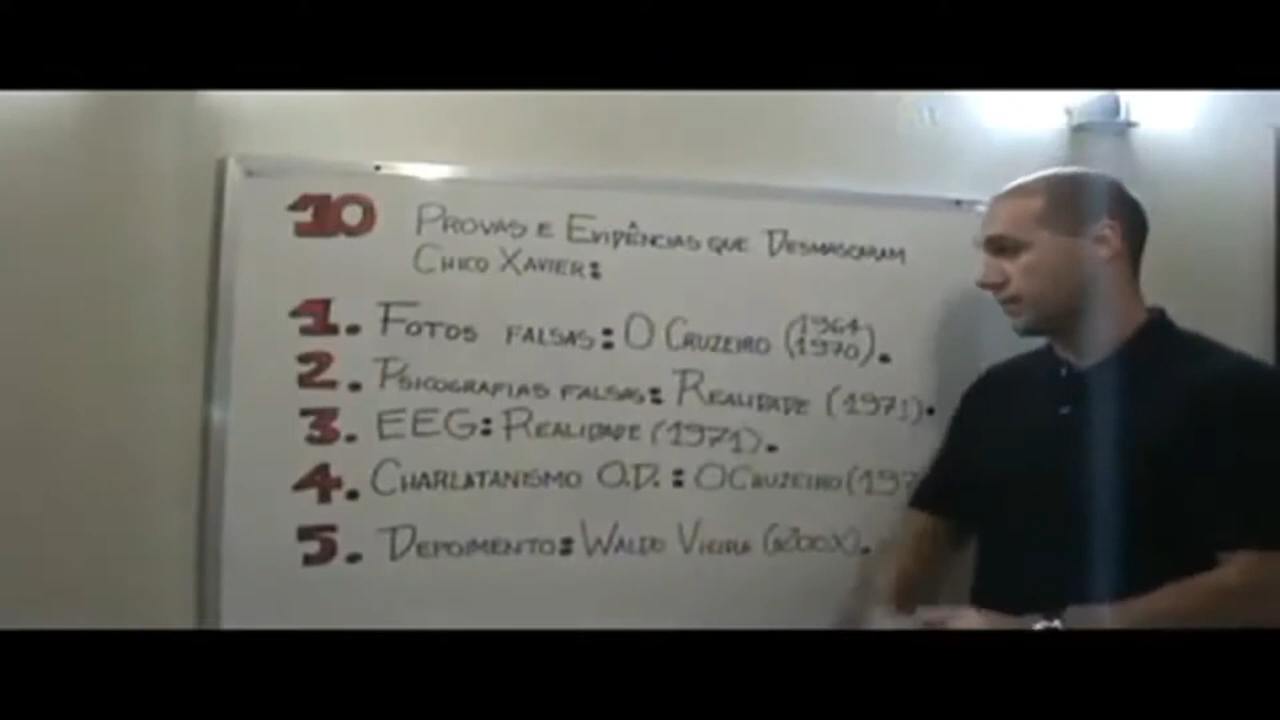 10 PROVAS E EVIDÊNCIAS QUE DESMASCARAM
CHICO XAVIER:
1. FOTOS FALSAS: O CRUZEIRO (1964/1970).
2. PSICOGRAFIAS FALSAS: REALIDADE (1971).
3. EEG: REALIDADE (1971).
4. CHARLATANISMO O.D.: O CRUZEIRO (197
5. DEPOIMENTO: WALDO VIEIRA (